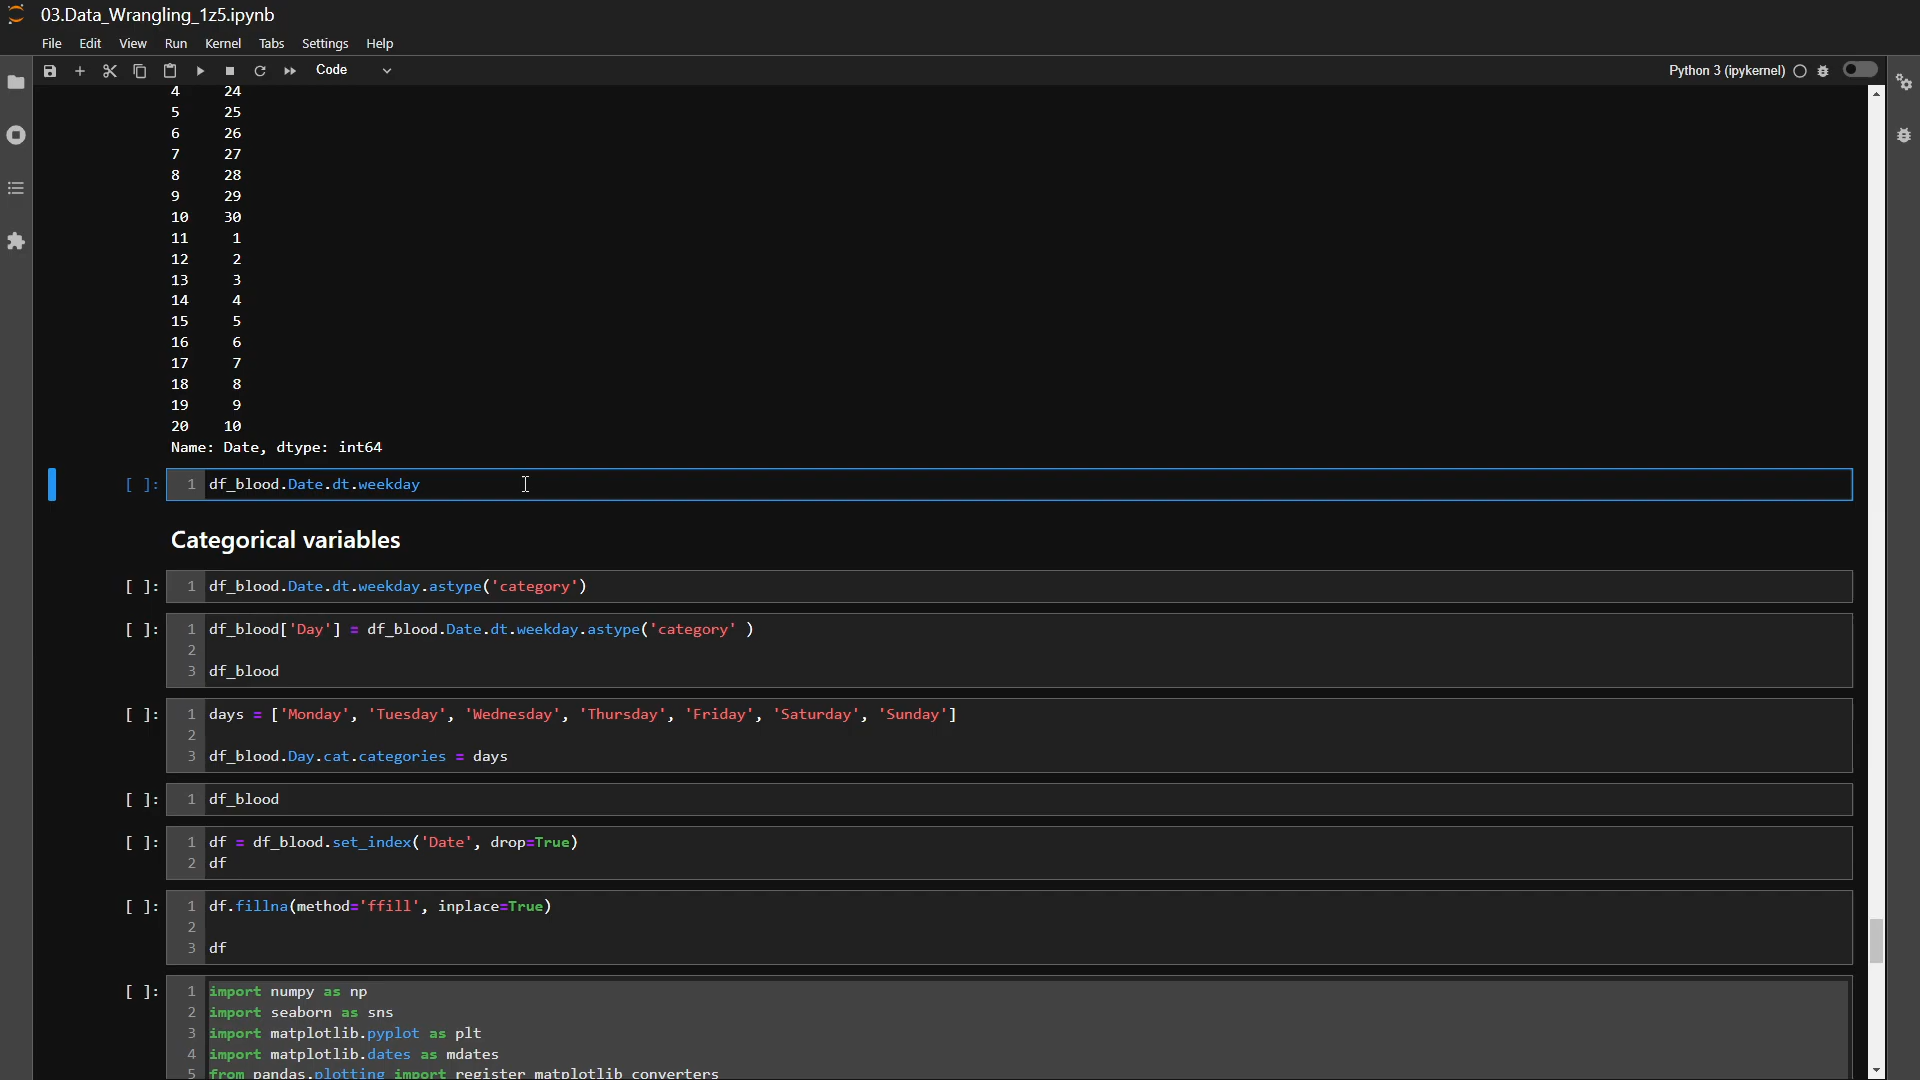 03.Data_Wrangling_1z5.ipynb
File Edit View Run Kernel Tabs Settings Help
Code Python 3 (ipykernel)
4 24
5 25
6 26
7 27
8 28
9 29
10 30
11 1
12 2
13 3
14 4
15 5
16 6
17 7
18 8
19 9
20 10
Name: Date, dtype: int64
[ ]: 1 df_blood.Date.dt.weekday
Categorical variables
[ ]: 1 df_blood.Date.dt.weekday.astype('category')
[ ]: 1 df_blood['Day'] = df_blood.Date.dt.weekday.astype('category' )
2
3 df_blood
[ ]: 1 days = ['Monday', 'Tuesday', 'Wednesday', 'Thursday', 'Friday', 'Saturday', 'Sunday']
2
3 df_blood.Day.cat.categories = days
[ ]: 1 df_blood
[ ]: 1 df = df_blood.set_index('Date', drop=True)
2 df
[ ]: 1 df.fillna(method='ffill', inplace=True)
2
3 df
[ ]: 1 import numpy as np
2 import seaborn as sns
3 import matplotlib.pyplot as plt
4 import matplotlib.dates as mdates
5 from pandas.plotting import register_matplotlib_converters